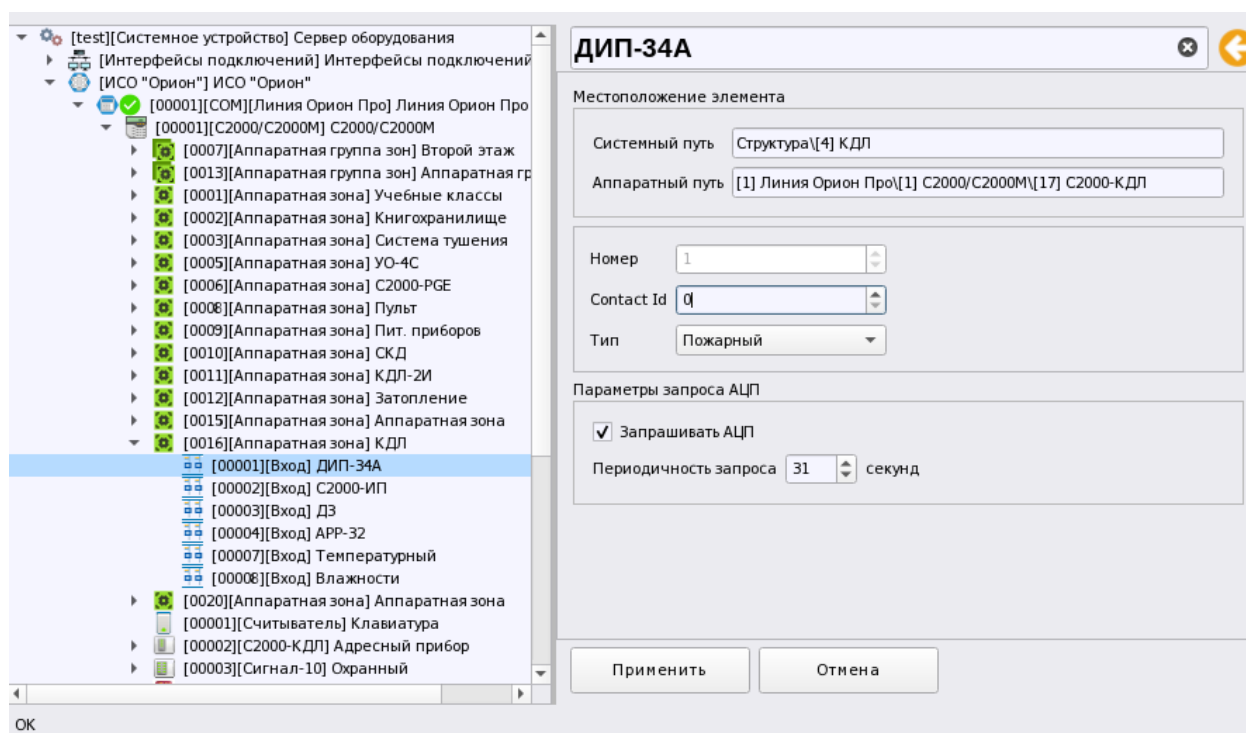 [test][Системное устройство] Сервер оборудования
[Интерфейсы подключений] Интерфейсы подключений
[ИСО "Орион"] ИСО "Орион"
[00001][COM][Линия Орион Про] Линия Орион Про
[00001][С2000/С2000М] С2000/С2000М
[0007][Аппаратная группа зон] Второй этаж
[0013][Аппаратная группа зон] Аппаратная гр
[0001][Аппаратная зона] Учебные классы
[0002][Аппаратная зона] Книгохранилище
[0003][Аппаратная зона] Система тушения
[0005][Аппаратная зона] УО-4С
[0006][Аппаратная зона] С2000-PGE
[0008][Аппаратная зона] Пульт
[0009][Аппаратная зона] Пит. приборов
[0010][Аппаратная зона] СКД
[0011][Аппаратная зона] КДЛ-2И
[0012][Аппаратная зона] Затопление
[0015][Аппаратная зона] Аппаратная зона
[0016][Аппаратная зона] КДЛ
[00001][Вход] ДИП-34А
[00002][Вход] С2000-ИП
[00003][Вход] ДЗ
[00004][Вход] АРР-32
[00007][Вход] Температурный
[00008][Вход] Влажности
[0020][Аппаратная зона] Аппаратная зона
[00001][Считыватель] Клавиатура
[00002][С2000-КДЛ] Адресный прибор
[00003][Сигнал-10] Охранный
OK
ДИП-34А
Местоположение элемента
Системный путь Структура\[4] КДЛ
Аппаратный путь [1] Линия Орион Про\[1] С2000/С2000М\[17] С2000-КДЛ
Номер 1
Contact Id 0
Тип Пожарный
Параметры запроса АЦП
Запрашивать АЦП
Периодичность запроса 31 секунд
Применить Отмена